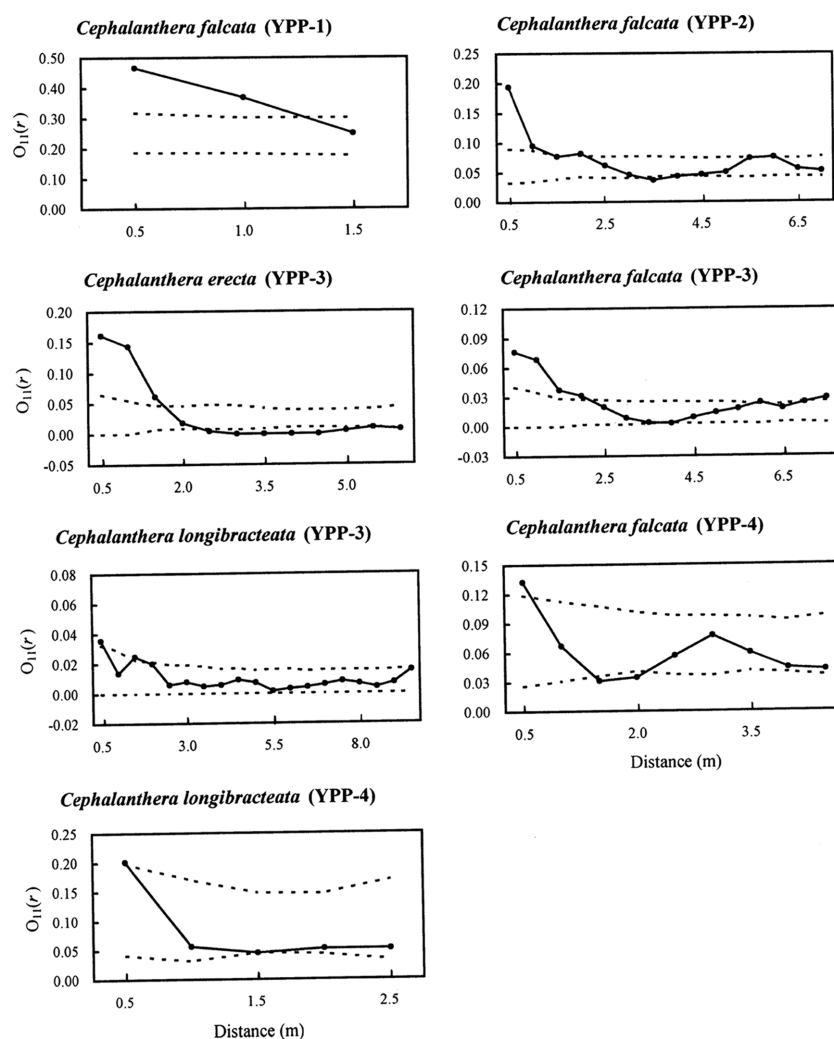 Cephalanthera falcata (YPP-1)
0.50
0.40
0.30
0.20
0.10
0.00
O11(r)
0.5 1.0 1.5
Cephalanthera falcata (YPP-2)
0.25
0.20
0.15
0.10
0.05
0.00
0.5 2.5 4.5 6.5
Cephalanthera erecta (YPP-3)
0.20
0.15
0.10
0.05
0.00
-0.05
O11(r)
0.5 2.0 3.5 5.0
Cephalanthera falcata (YPP-3)
0.12
0.09
0.06
0.03
0.00
-0.03
0.5 2.5 4.5 6.5
Cephalanthera longibracteata (YPP-3)
0.08
0.06
0.04
0.02
0.00
-0.02
O11(r)
0.5 3.0 5.5 8.0
Cephalanthera falcata (YPP-4)
0.15
0.12
0.09
0.06
0.03
0.00
0.5 2.0 3.5
Distance (m)
Cephalanthera longibracteata (YPP-4)
0.25
0.20
0.15
0.10
0.05
0.00
O11(r)
0.5 1.5 2.5
Distance (m)